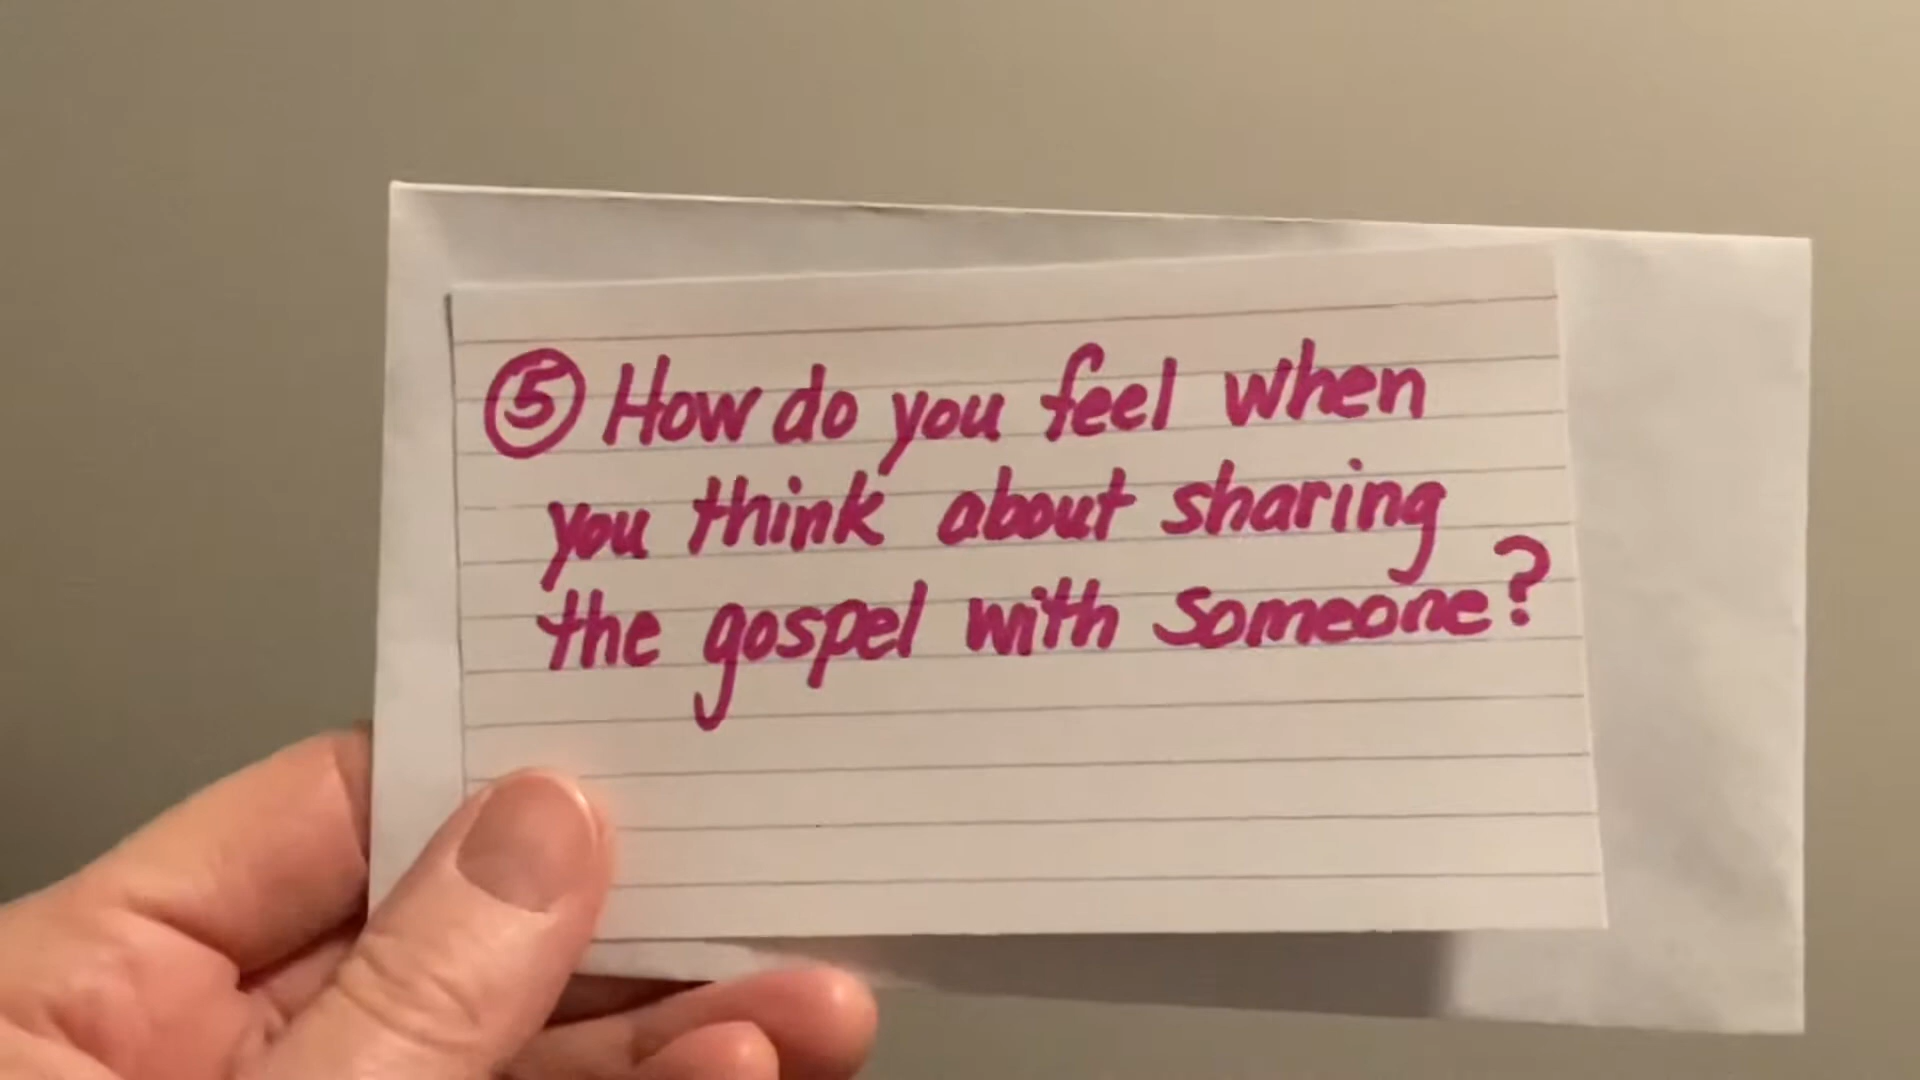 ⑤ How do you feel when
you think about sharing
the gospel with someone?